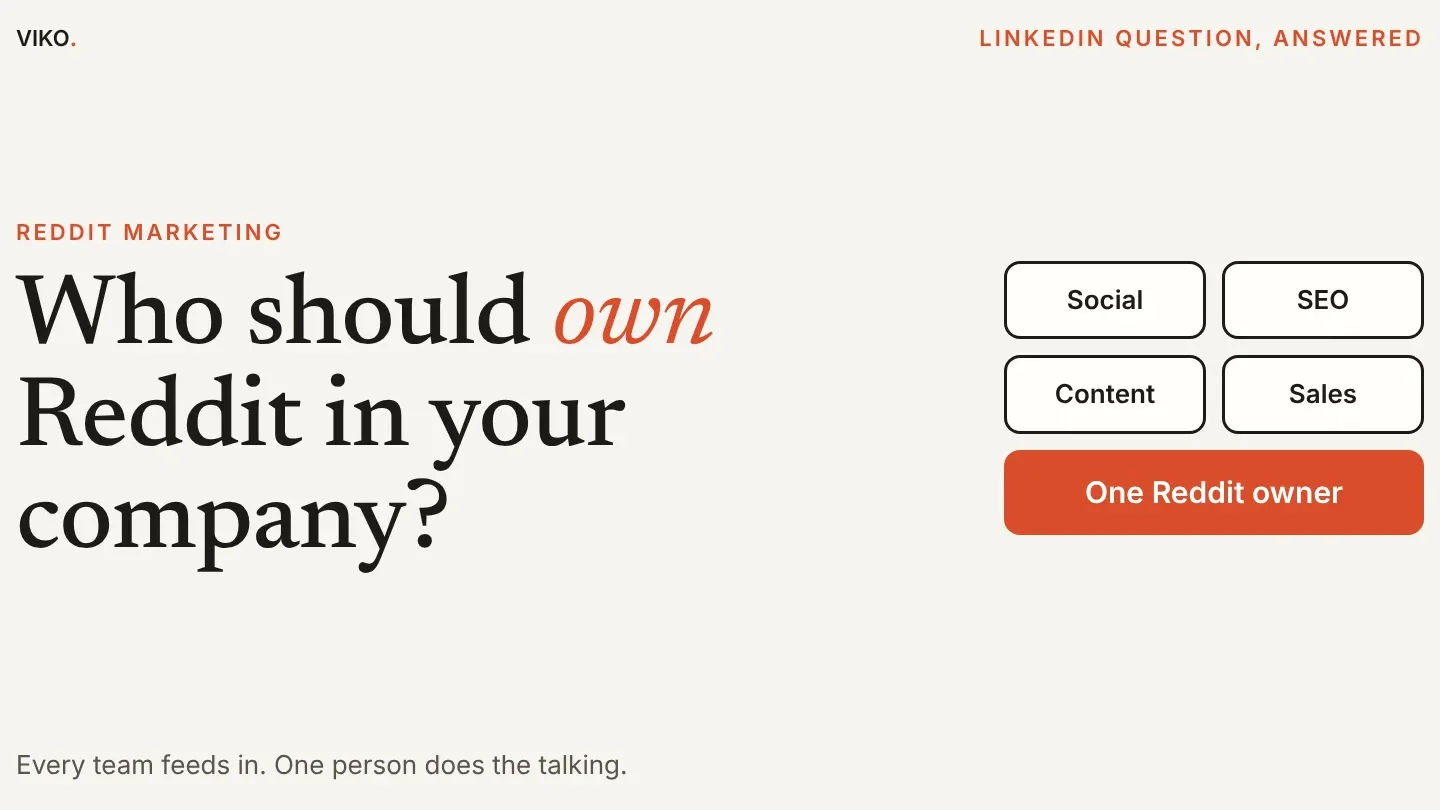 VIKO.
LINKEDIN QUESTION, ANSWERED
REDDIT MARKETING
Who should own
Reddit in your
company?
Social
SEO
Content
Sales
One Reddit owner
Every team feeds in. One person does the talking.